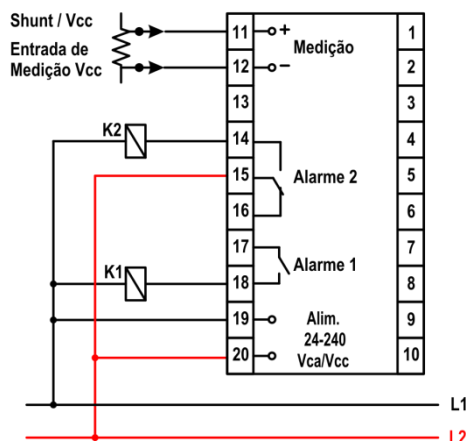 Shunt / Vcc
Entrada de
Medição Vcc
11 + 1
Medição
12 − 2
13 3
K2
14 4
15 Alarme 2 5
16 6
17 7
Alarme 1
K1
18 8
19 Alim. 9
24-240
20 Vca/Vcc 10
L1
L2